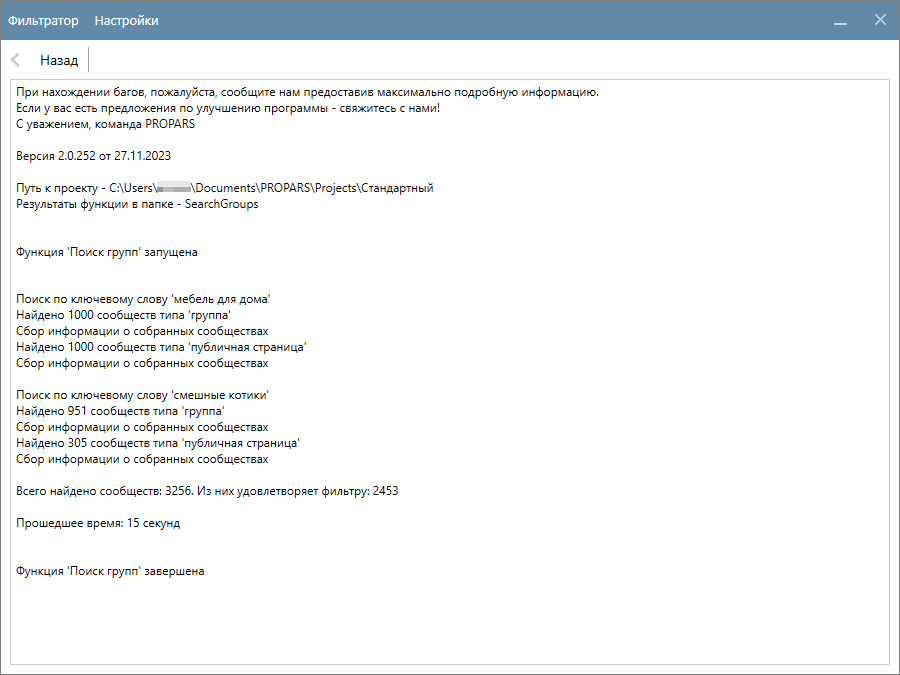 Фильтратор Настройки
Назад
При нахождении багов, пожалуйста, сообщите нам предоставив максимально подробную информацию.
Если у вас есть предложения по улучшению программы - свяжитесь с нами!
С уважением, команда PROPARS
Версия 2.0.252 от 27.11.2023
Путь к проекту - C:\Users\ \Documents\PROPARS\Projects\Стандартный
Результаты функции в папке - SearchGroups
Функция 'Поиск групп' запущена
Поиск по ключевому слову 'мебель для дома'
Найдено 1000 сообществ типа 'группа'
Сбор информации о собранных сообществах
Найдено 1000 сообществ типа 'публичная страница'
Сбор информации о собранных сообществах
Поиск по ключевому слову 'смешные котики'
Найдено 951 сообществ типа 'группа'
Сбор информации о собранных сообществах
Найдено 305 сообществ типа 'публичная страница'
Сбор информации о собранных сообществах
Всего найдено сообществ: 3256. Из них удовлетворяет фильтру: 2453
Прошедшее время: 15 секунд
Функция 'Поиск групп' завершена